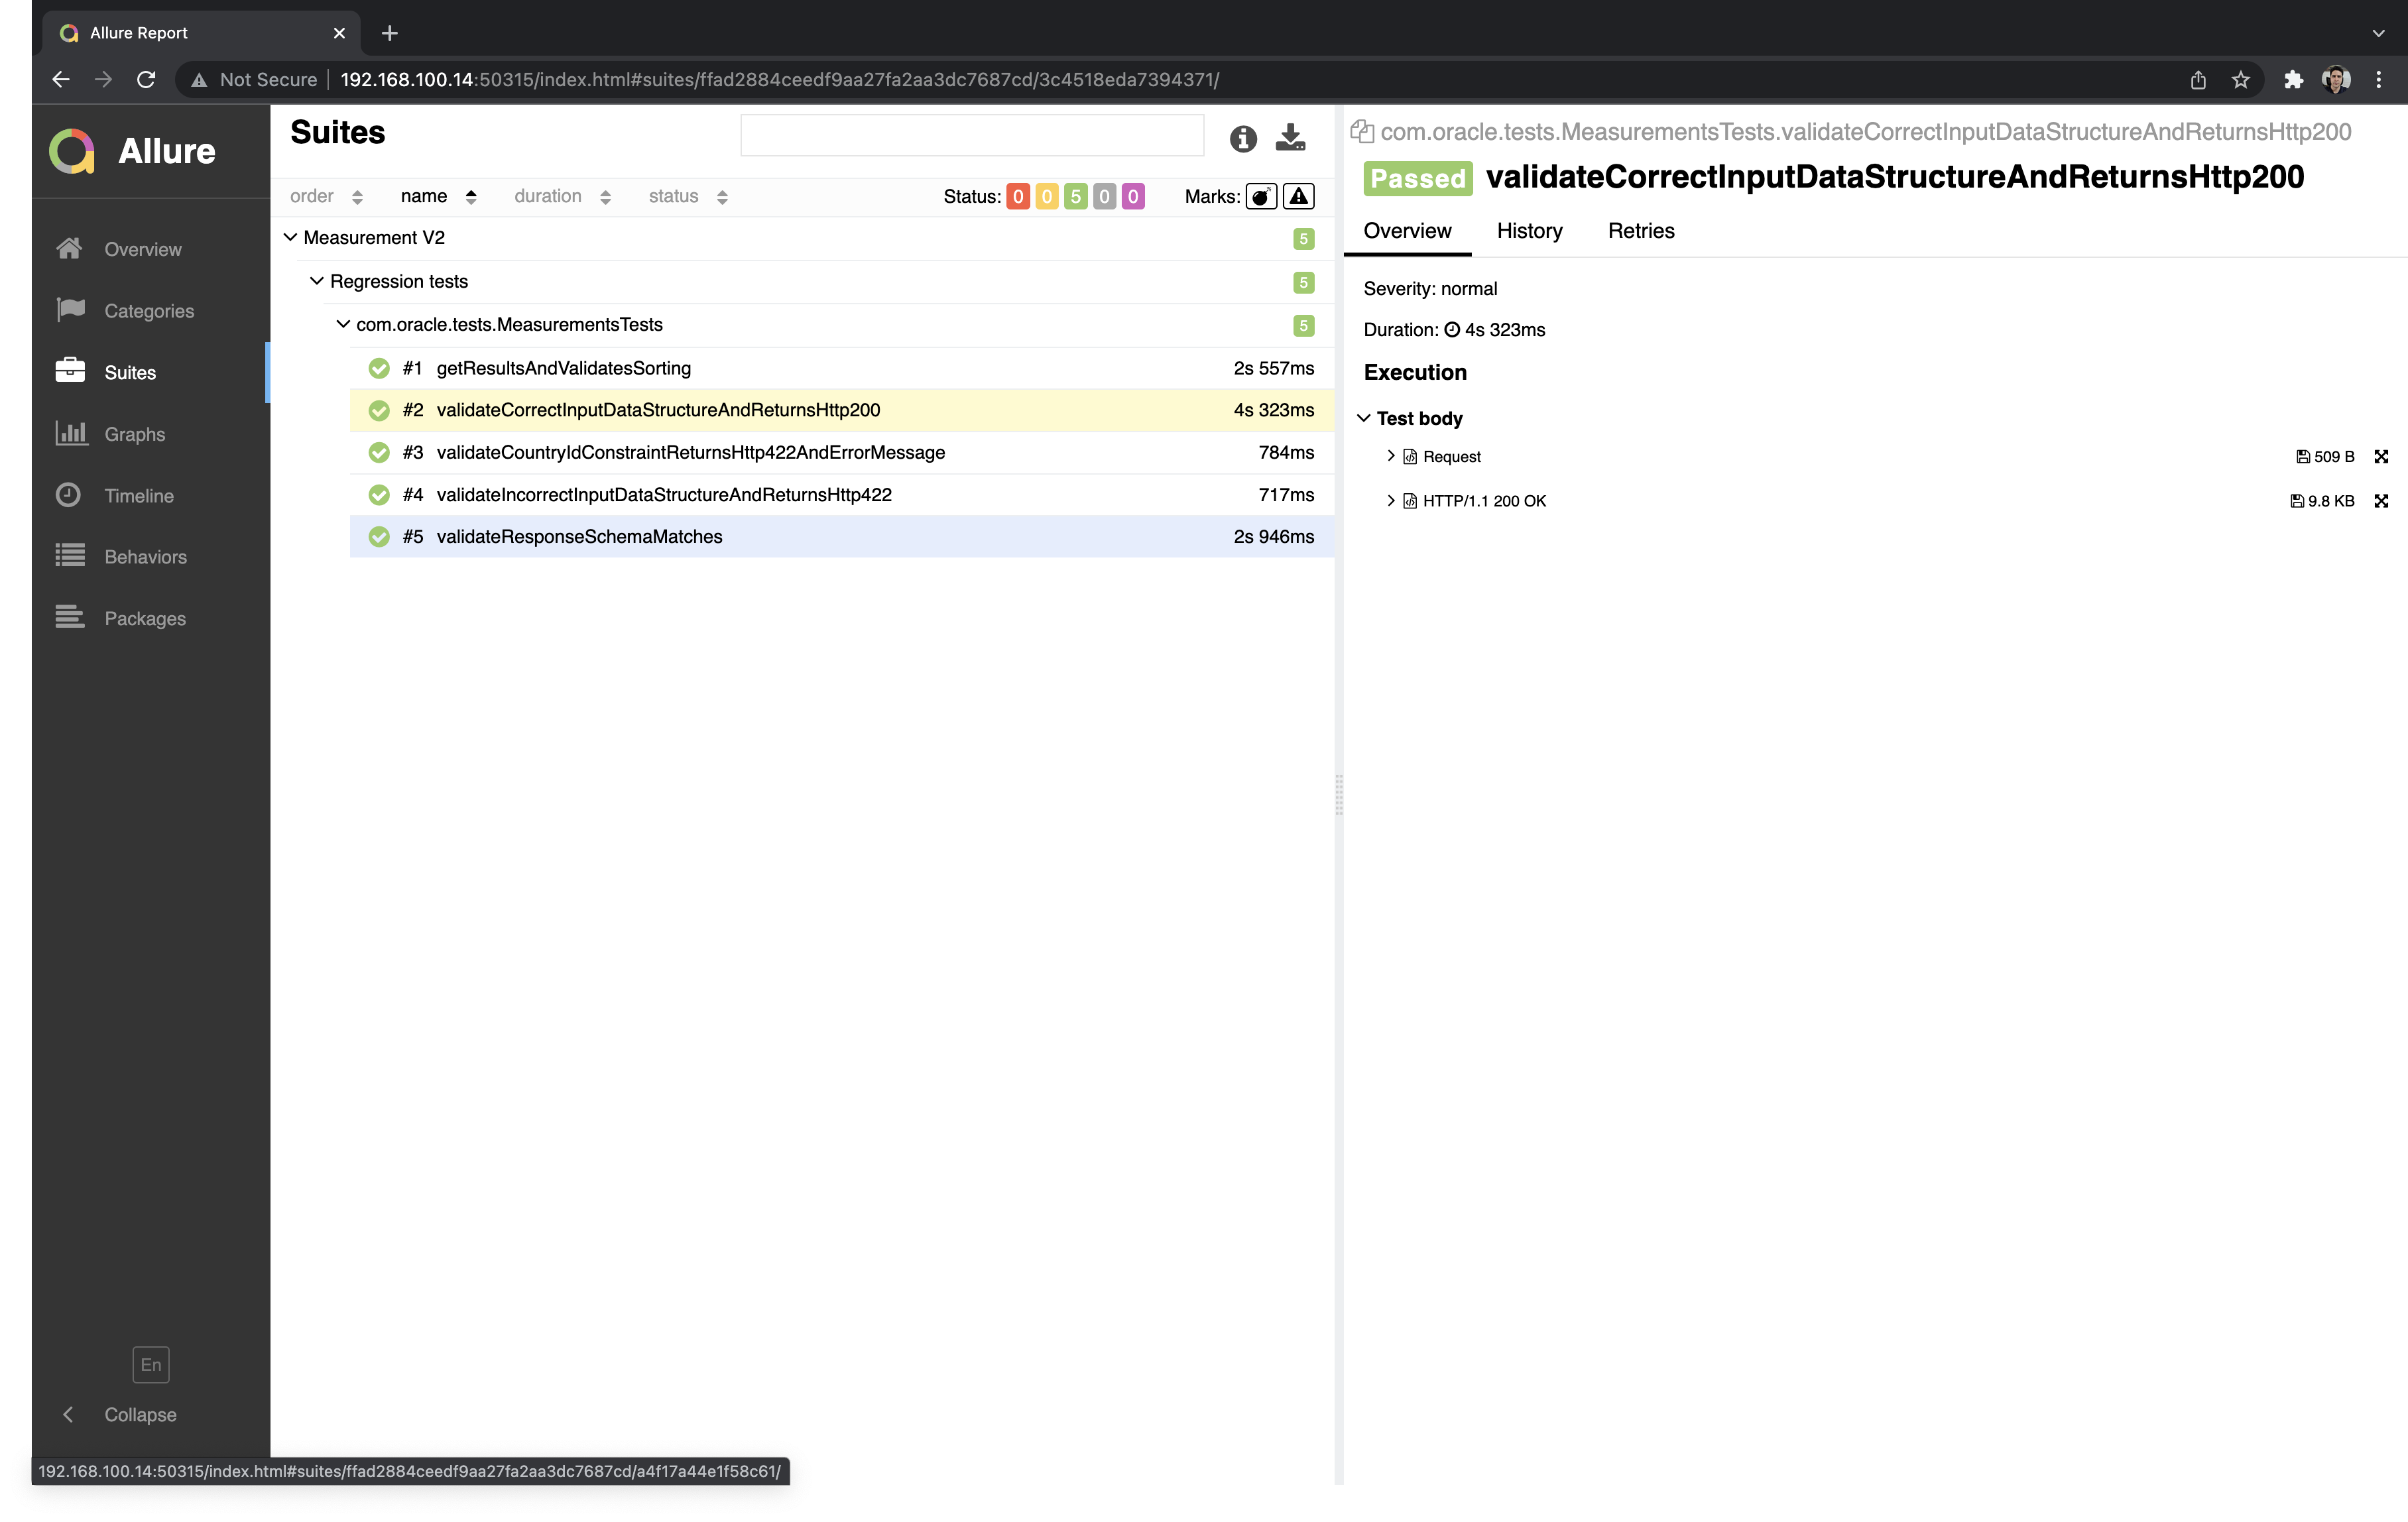 Allure Report
Not Secure 192.168.100.14:50315/index.html#suites/ffad2884ceedf9aa27fa2aa3dc7687cd/3c4518eda7394371/
Allure
Overview
Categories
Suites
Graphs
Timeline
Behaviors
Packages
En
Collapse
Suites
order name duration status Status: 0 0 5 0 0 Marks:
Measurement V2 5
Regression tests 5
com.oracle.tests.MeasurementsTests 5
#1 getResultsAndValidatesSorting 2s 557ms
#2 validateCorrectInputDataStructureAndReturnsHttp200 4s 323ms
#3 validateCountryIdConstraintReturnsHttp422AndErrorMessage 784ms
#4 validateIncorrectInputDataStructureAndReturnsHttp422 717ms
#5 validateResponseSchemaMatches 2s 946ms
com.oracle.tests.MeasurementsTests.validateCorrectInputDataStructureAndReturnsHttp200
Passed validateCorrectInputDataStructureAndReturnsHttp200
Overview History Retries
Severity: normal
Duration: 4s 323ms
Execution
Test body
Request 509 B
HTTP/1.1 200 OK 9.8 KB
192.168.100.14:50315/index.html#suites/ffad2884ceedf9aa27fa2aa3dc7687cd/a4f17a44e1f58c61/